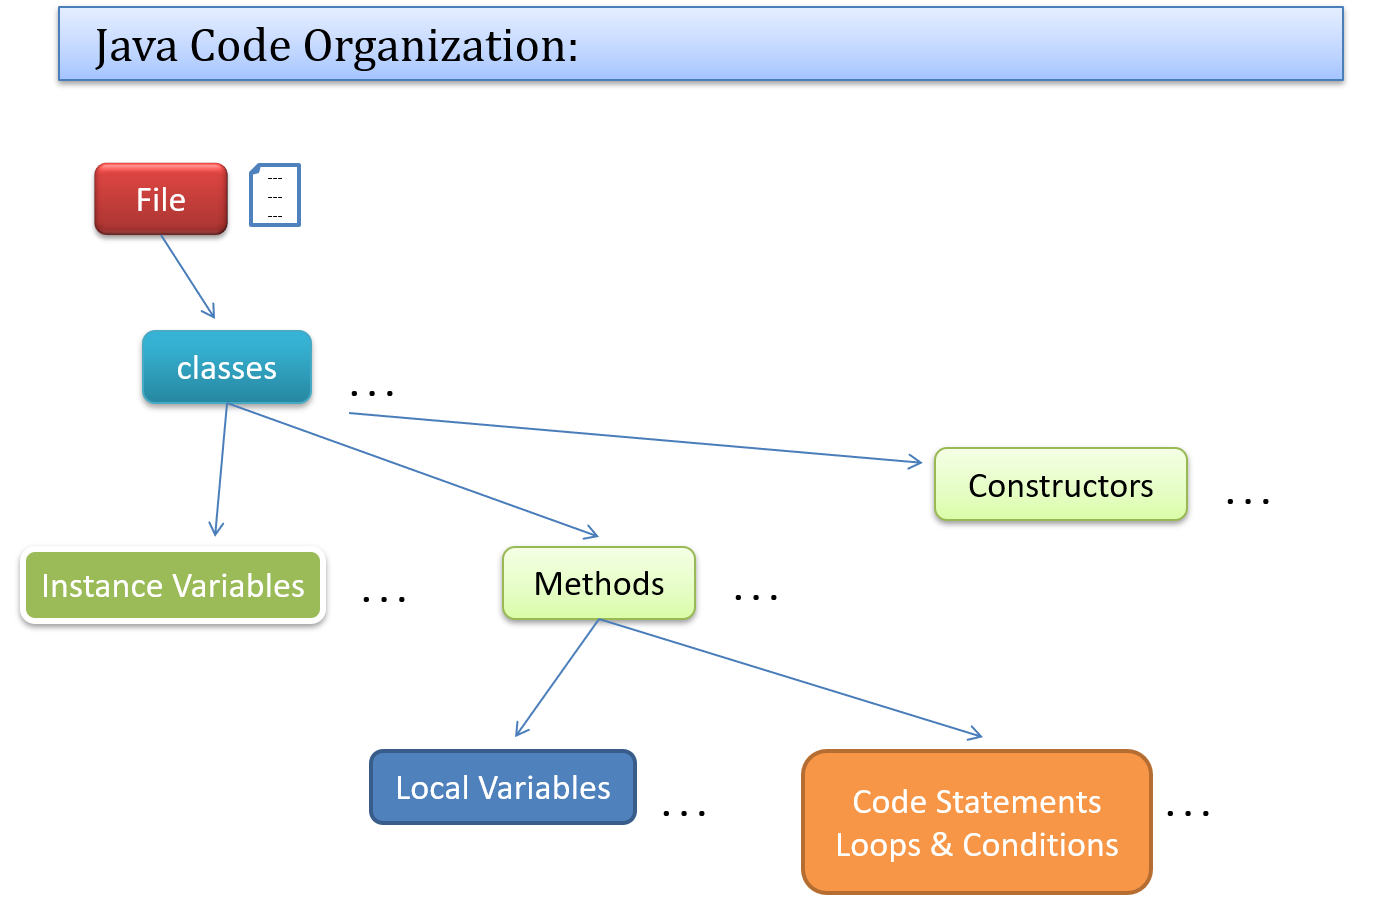 Java Code Organization:
File
---
---
---
classes
...
Constructors
...
Instance Variables
...
Methods
...
Local Variables
...
Code Statements
Loops & Conditions
...